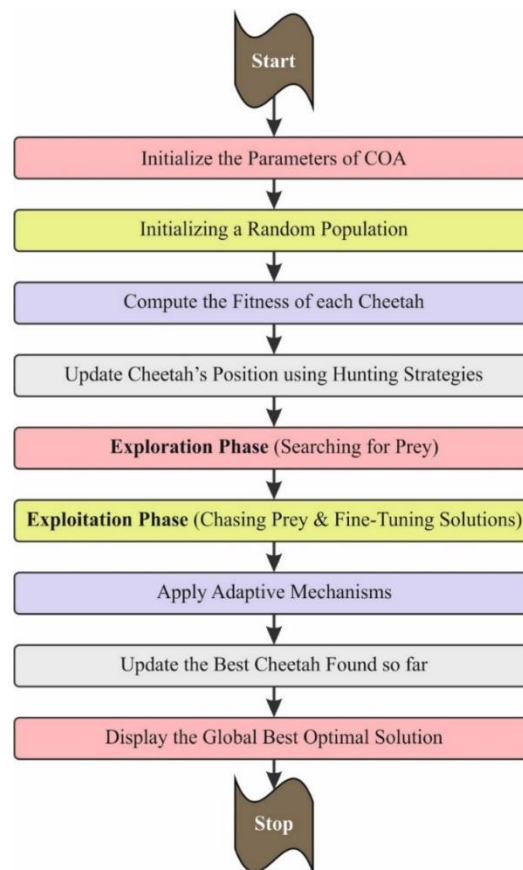 Start
Initialize the Parameters of COA
Initializing a Random Population
Compute the Fitness of each Cheetah
Update Cheetah's Position using Hunting Strategies
Exploration Phase (Searching for Prey)
Exploitation Phase (Chasing Prey & Fine-Tuning Solutions)
Apply Adaptive Mechanisms
Update the Best Cheetah Found so far
Display the Global Best Optimal Solution
Stop